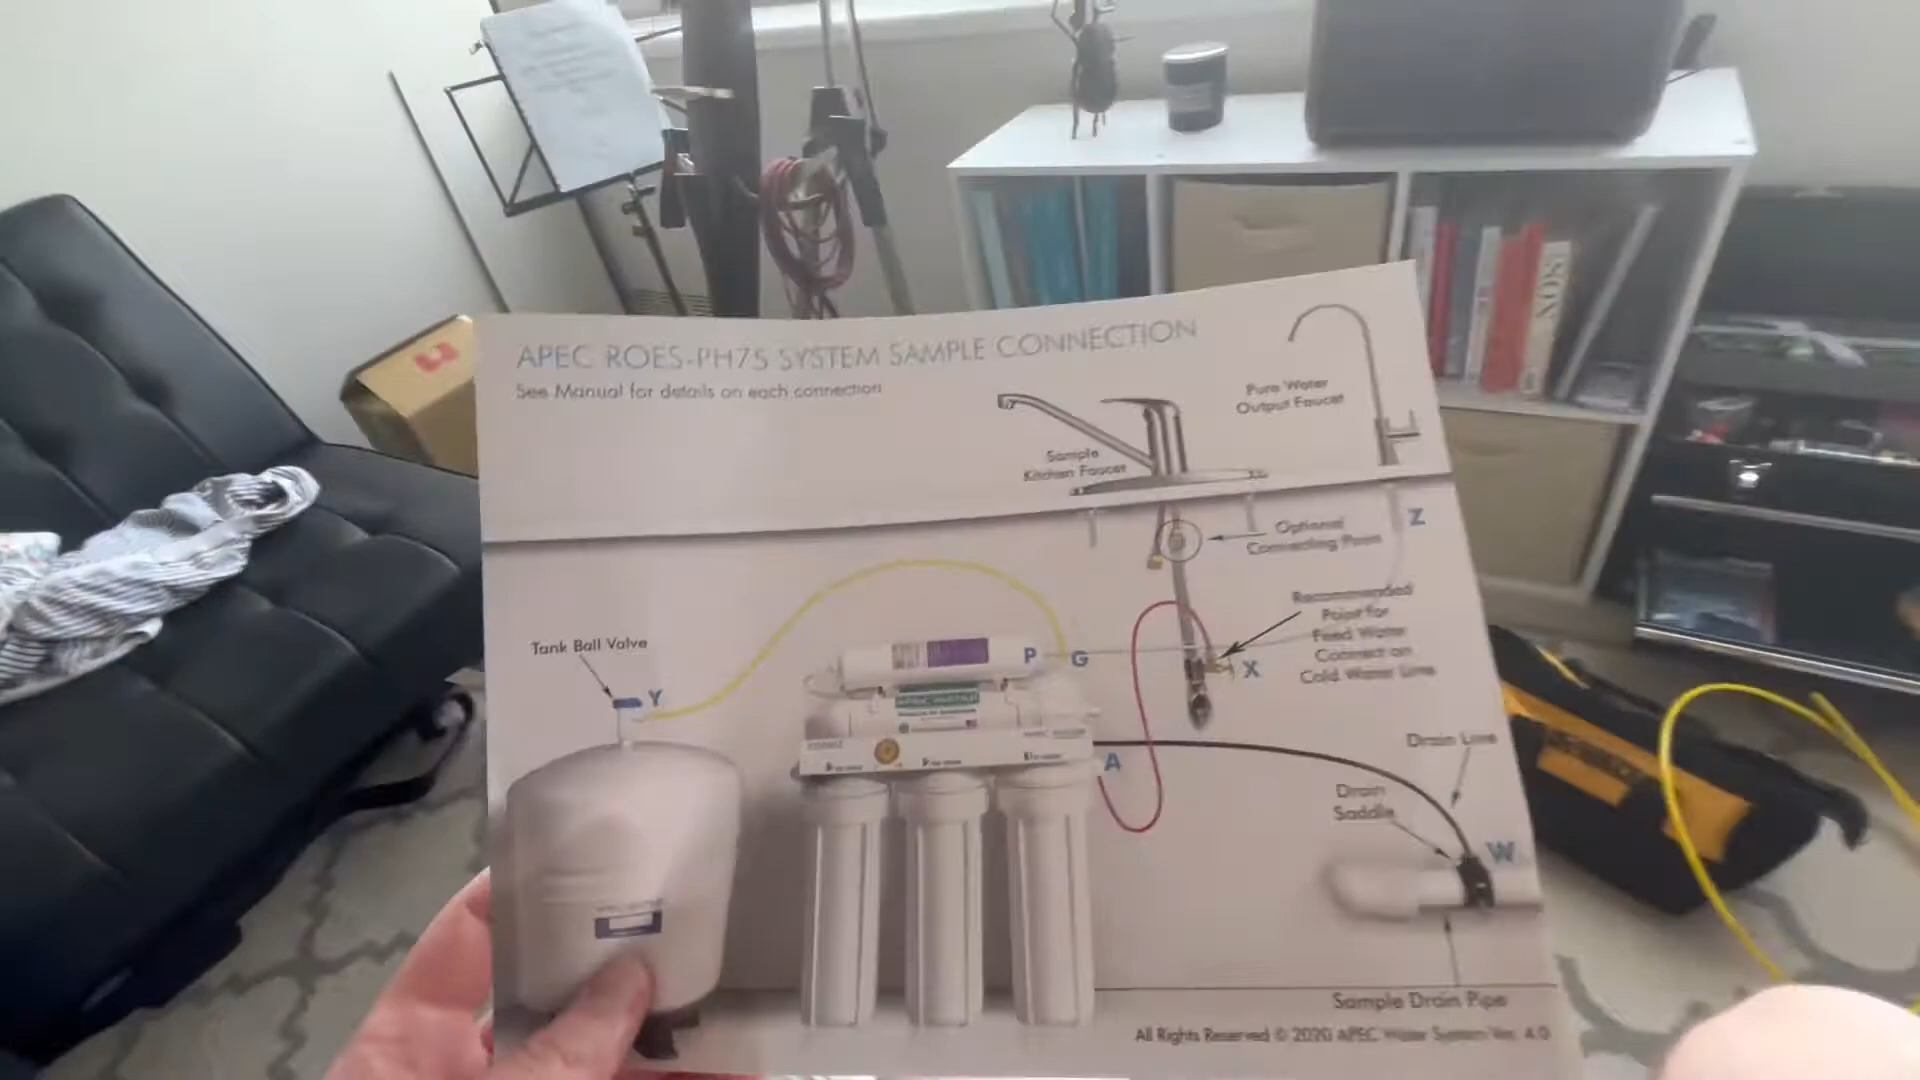 APEC ROES-PH75 SYSTEM SAMPLE CONNECTION
See Manual for details on each connection
Pure Water
Output Faucet
Sample
Kitchen Faucet
Z
Optional
Connecting Point
Recommended
Point for
Feed Water
Connect on
Cold Water Line
Tank Ball Valve
P
G
X
Y
A
Drain Line
Drain
Saddle
W
Sample Drain Pipe
All Rights Reserved © 2020 APEC Water System Ver. 4.0